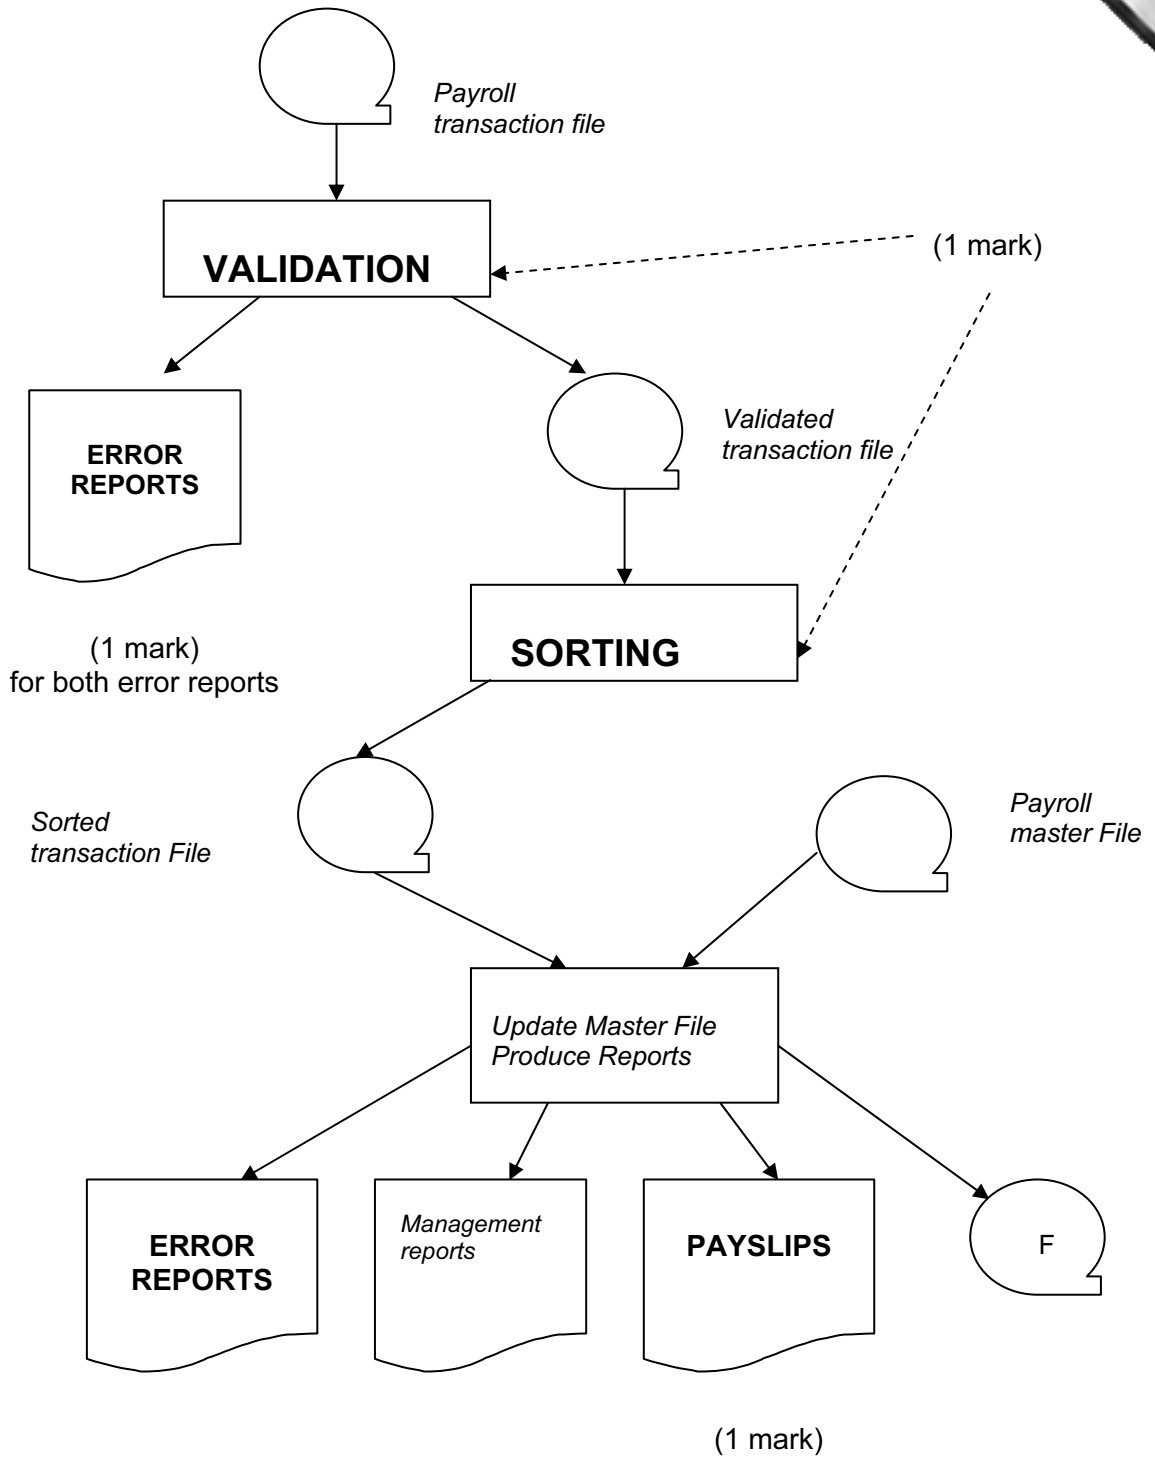 Payroll
transaction file
VALIDATION
(1 mark)
ERROR
REPORTS
Validated
transaction file
(1 mark)
for both error reports
SORTING
Sorted
transaction File
Payroll
master File
Update Master File
Produce Reports
ERROR
REPORTS
Management
reports
PAYSLIPS
F
(1 mark)